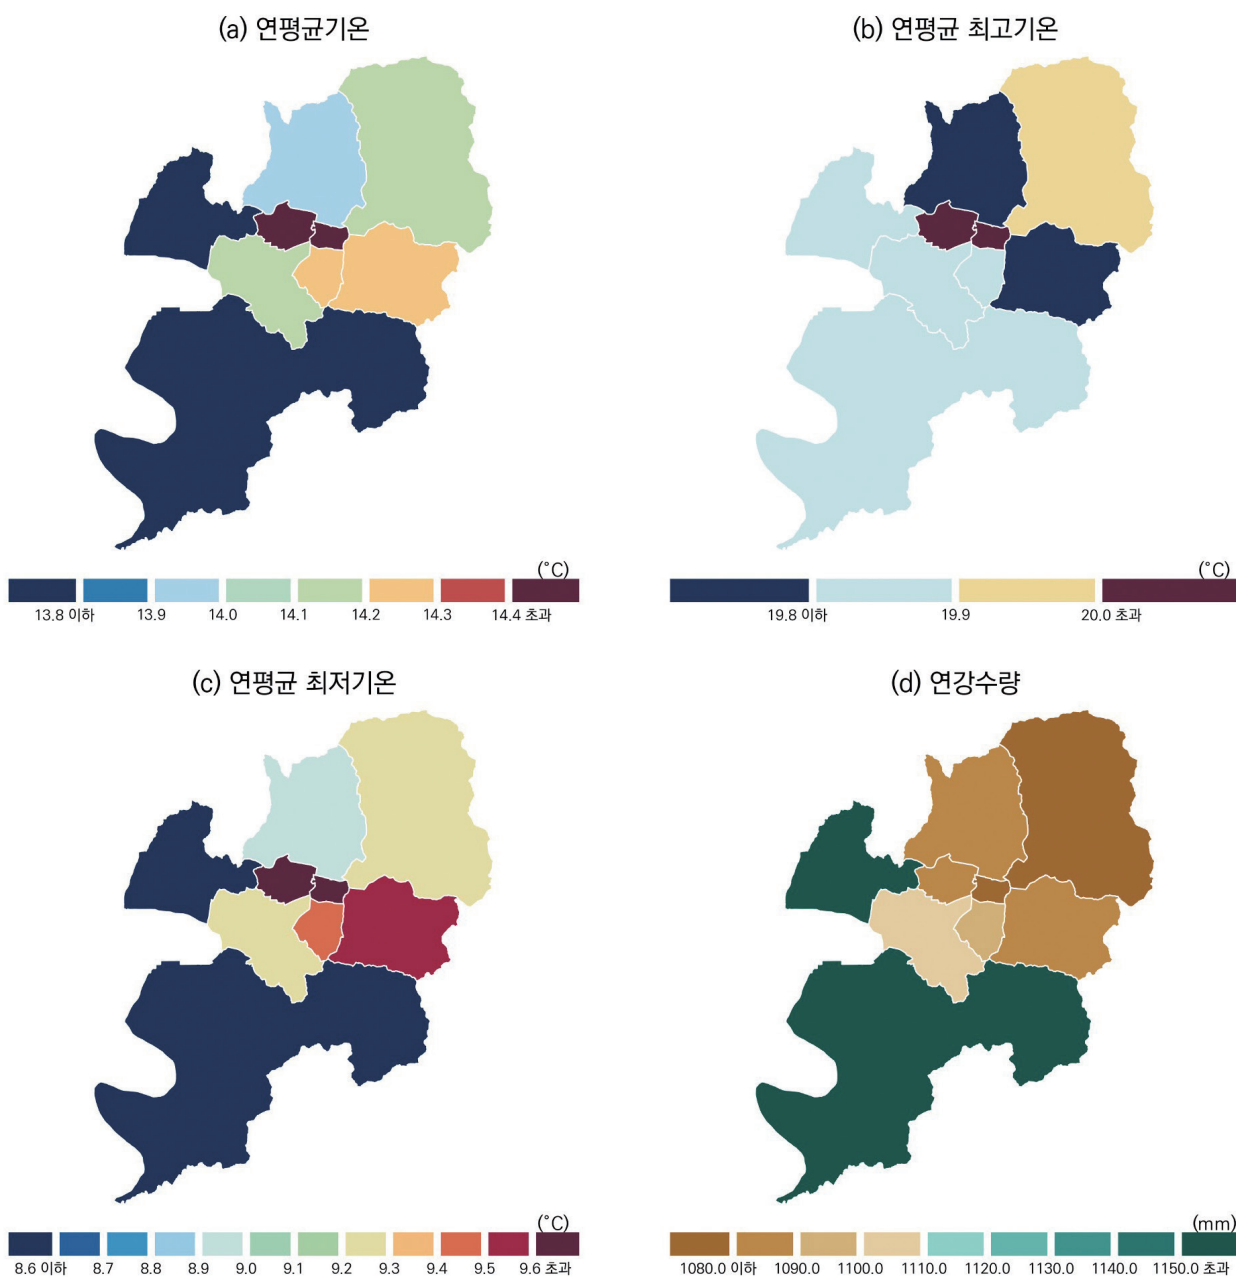 (a) 연평균기온
(b) 연평균 최고기온
(˚C)
13.8 이하 13.9 14.0 14.1 14.2 14.3 14.4 초과
(˚C)
19.8 이하 19.9 20.0 초과
(c) 연평균 최저기온
(d) 연강수량
(˚C)
8.6 이하 8.7 8.8 8.9 9.0 9.1 9.2 9.3 9.4 9.5 9.6 초과
(mm)
1080.0 이하 1090.0 1100.0 1110.0 1120.0 1130.0 1140.0 1150.0 초과